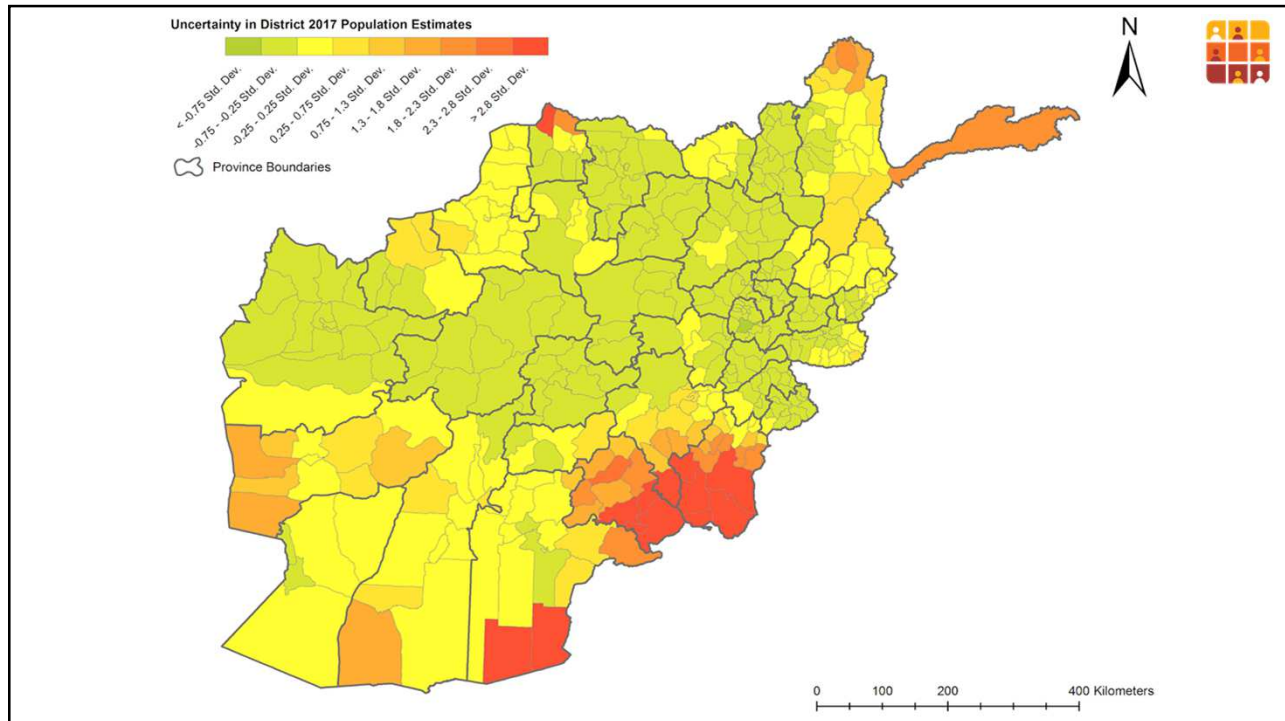 Uncertainty in District 2017 Population Estimates
< -0.75 Std. Dev.
-0.75 - -0.25 Std. Dev.
-0.25 - 0.25 Std. Dev.
0.25 - 0.75 Std. Dev.
0.75 - 1.3 Std. Dev.
1.3 - 1.8 Std. Dev.
1.8 - 2.3 Std. Dev.
2.3 - 2.8 Std. Dev.
> 2.8 Std. Dev.
Province Boundaries
N
0 100 200 400 Kilometers